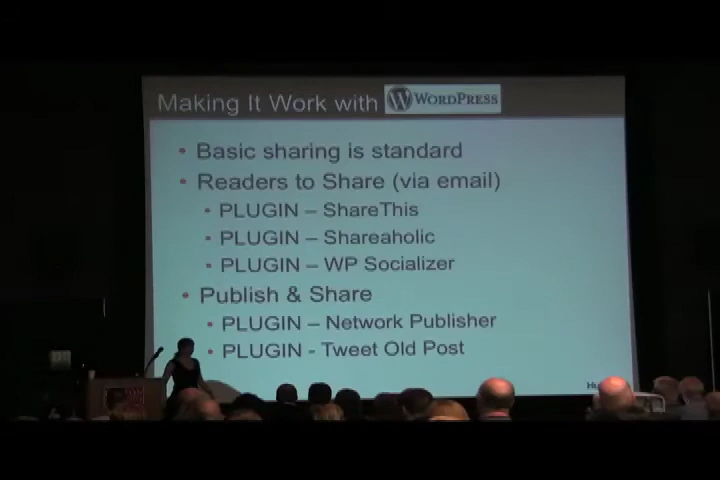 Making It Work with WORDPRESS
• Basic sharing is standard
• Readers to Share (via email)
• PLUGIN – ShareThis
• PLUGIN – Shareaholic
• PLUGIN – WP Socializer
• Publish & Share
• PLUGIN – Network Publisher
• PLUGIN - Tweet Old Post